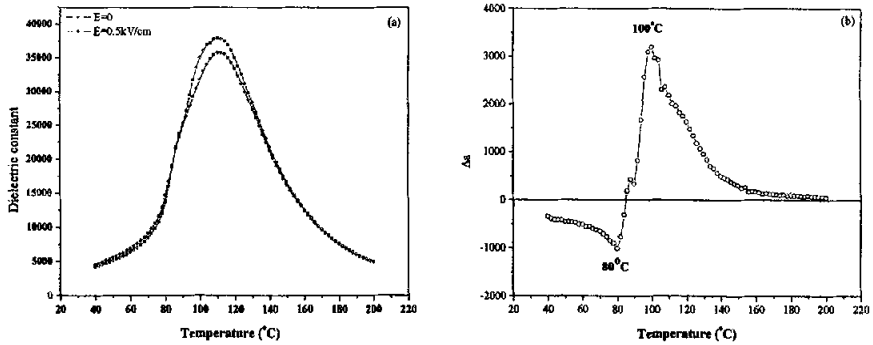 (a)
E=0
E=0.5kV/cm
40000
35000
30000
25000
20000
15000
10000
5000
0
Dielectric constant
20 40 60 80 100 120 140 160 180 200 220
Temperature (°C)
(b)
100°C
80°C
4000
3000
2000
1000
0
-1000
-2000
Δε
20 40 60 80 100 120 140 160 180 200 220
Temperature (°C)